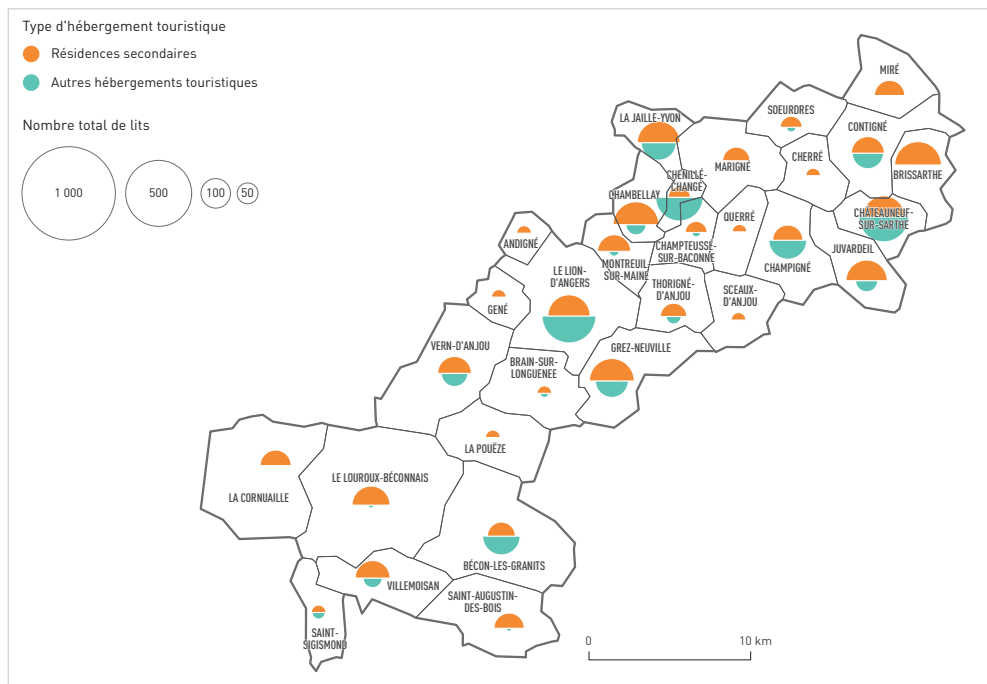 Type d'hébergement touristique
Résidences secondaires
Autres hébergements touristiques
Nombre total de lits
1 000
500
100
50
MIRÉ
SOEURDRES
LA JAILLE-YVON
CONTIGNÉ
MARIGNÉ
CHERRÉ
BRISSARTHE
CHENILLÉ-
CHANGÉ
CHAMBELLAY
CHÂTEAUNEUF-
SUR-SARTHE
QUERRÉ
ANDIGNÉ
CHAMPTEUSSÉ-
SUR-BACONNE
JUVARDEIL
MONTREUIL-
SUR-MAINE
CHAMPIGNÉ
LE LION-
D'ANGERS
THORIGNÉ-
D'ANJOU
SCEAUX-
D'ANJOU
GENÉ
VERN-D'ANJOU
GREZ-NEUVILLE
BRAIN-SUR-
LONGUENEE
LA POUËZE
LE LOUROUX-BÉCONNAIS
LA CORNUAILLE
BÉCON-LES-GRANITS
VILLEMOISAN
SAINT-AUGUSTIN-
DES-BOIS
SAINT-
SIGISMOND
0
10 km